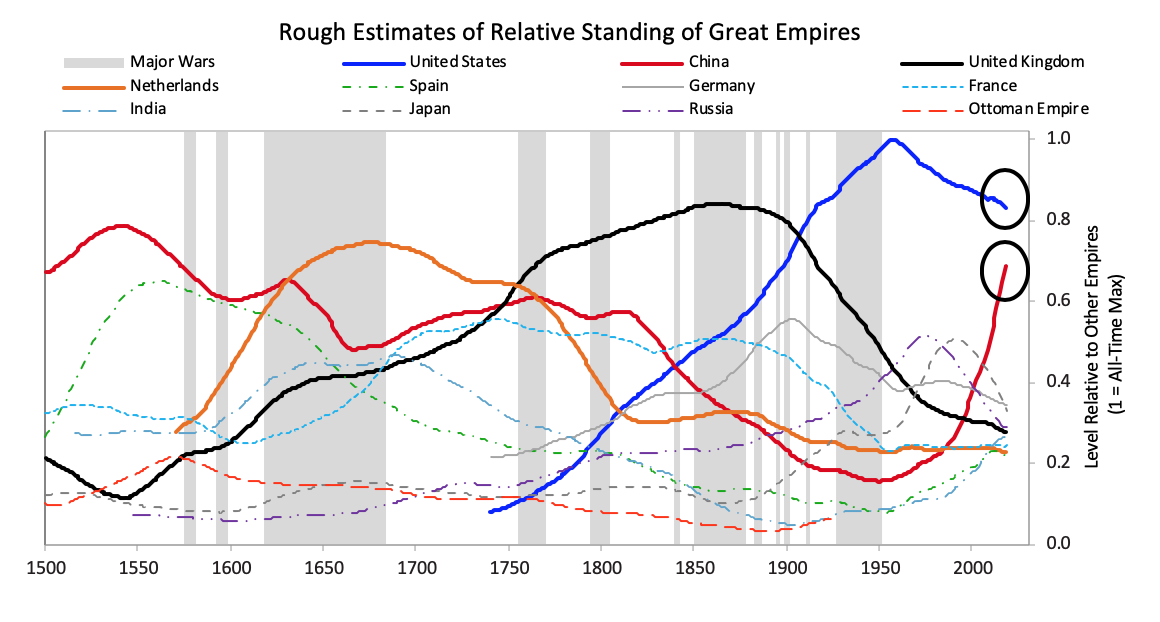 Rough Estimates of Relative Standing of Great Empires
Major Wars United States China United Kingdom
Netherlands Spain Germany France
India Japan Russia Ottoman Empire
1.0
0.8
0.6
0.4
0.2
0.0
Level Relative to Other Empires
(1 = All-Time Max)
1500 1550 1600 1650 1700 1750 1800 1850 1900 1950 2000